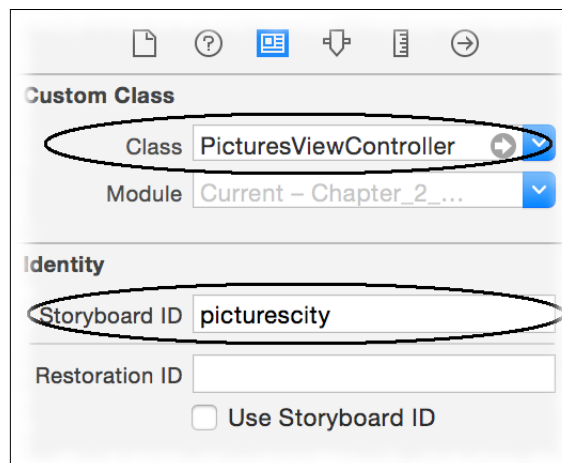 Custom Class
Class PicturesViewController
Module Current – Chapter_2_...
Identity
Storyboard ID picturescity
Restoration ID
Use Storyboard ID